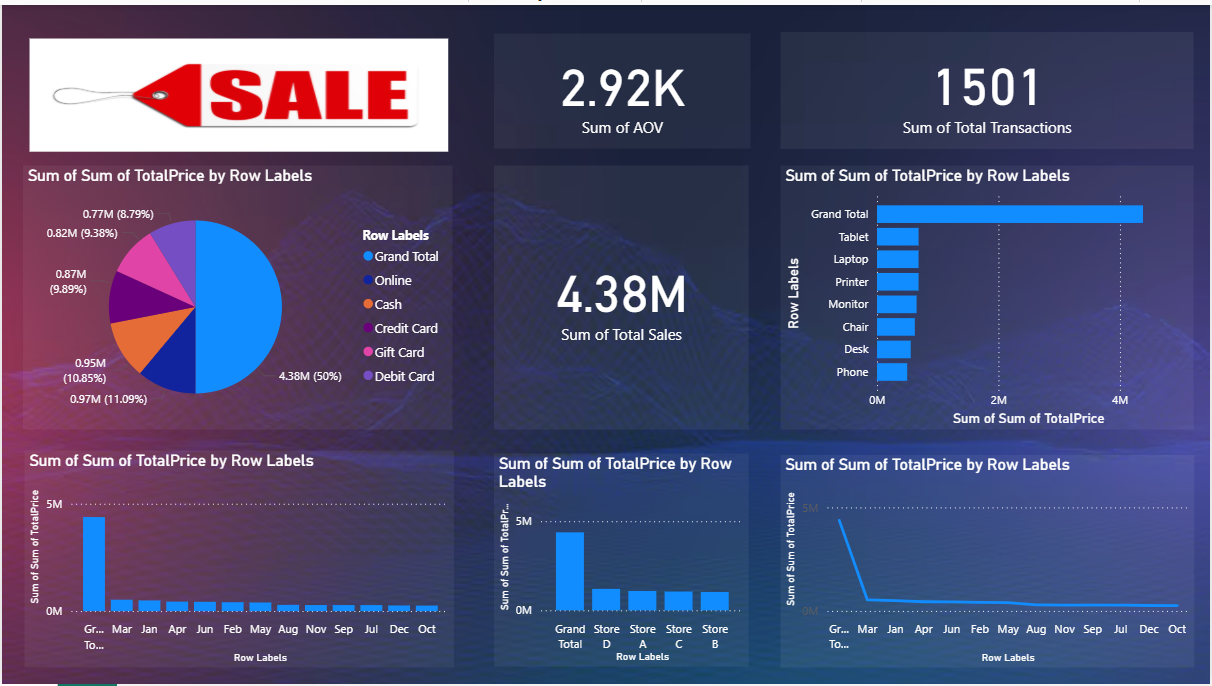 SALE
2.92K
Sum of AOV
1501
Sum of Total Transactions
Sum of Sum of TotalPrice by Row Labels
0.77M (8.79%)
0.82M (9.38%)
0.87M
(9.89%)
0.95M
(10.85%)
0.97M (11.09%)
4.38M (50%)
Row Labels
Grand Total
Online
Cash
Credit Card
Gift Card
Debit Card
4.38M
Sum of Total Sales
Sum of Sum of TotalPrice by Row Labels
Row Labels
Grand Total
Tablet
Laptop
Printer
Monitor
Chair
Desk
Phone
0M 2M 4M
Sum of Sum of TotalPrice
Sum of Sum of TotalPrice by Row Labels
Sum of Sum of TotalPrice
5M
0M
Gr... Mar Jan Apr Jun Feb May Aug Nov Sep Jul Dec Oct
To...
Row Labels
Sum of Sum of TotalPrice by Row
Labels
Sum of Sum of TotalPr...
5M
0M
Grand Store Store Store Store
Total D A C B
Row Labels
Sum of Sum of TotalPrice by Row Labels
Sum of Sum of TotalPrice
5M
0M
Gr... Mar Jan Apr Jun Feb May Aug Nov Sep Jul Dec Oct
To...
Row Labels